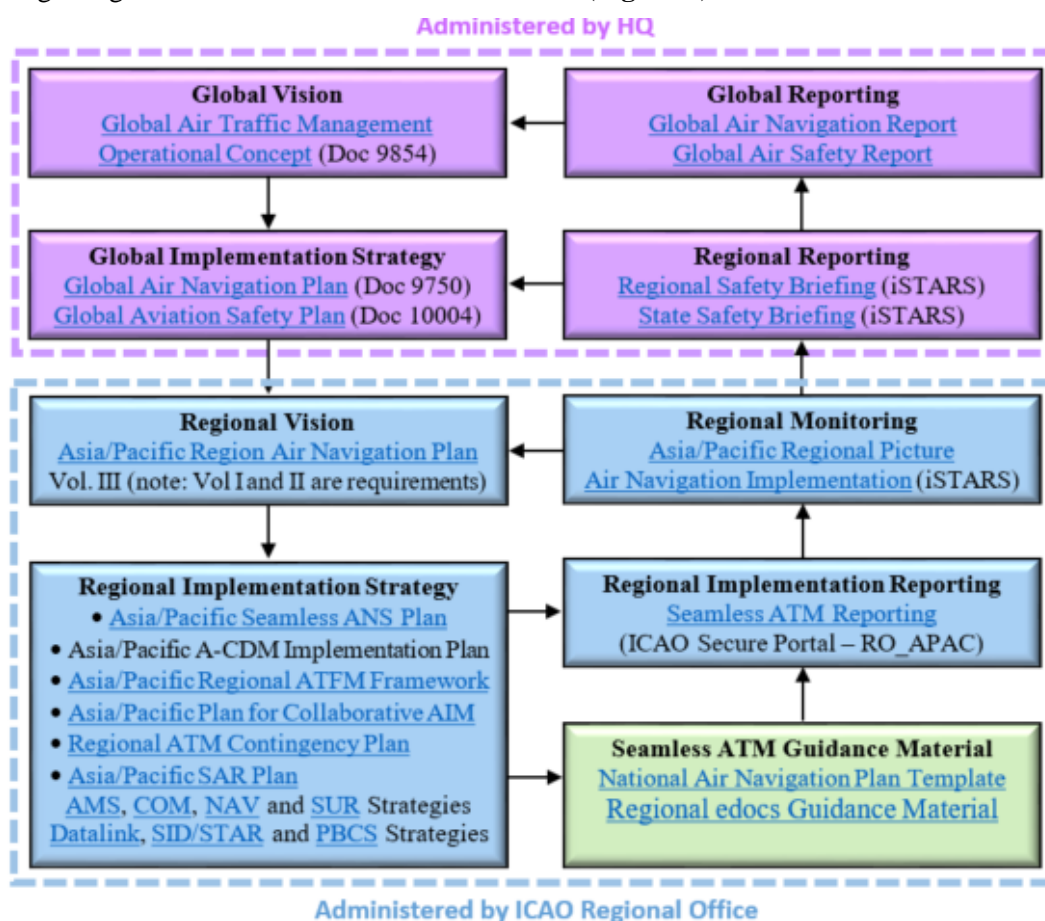 Administered by HQ
Global Vision
Global Air Traffic Management
Operational Concept (Doc 9854)
Global Reporting
Global Air Navigation Report
Global Air Safety Report
Global Implementation Strategy
Global Air Navigation Plan (Doc 9750)
Global Aviation Safety Plan (Doc 10004)
Regional Reporting
Regional Safety Briefing (iSTARS)
State Safety Briefing (iSTARS)
Regional Vision
Asia/Pacific Region Air Navigation Plan
Vol. III (note: Vol I and II are requirements)
Regional Monitoring
Asia/Pacific Regional Picture
Air Navigation Implementation (iSTARS)
Regional Implementation Strategy
• Asia/Pacific Seamless ANS Plan
• Asia/Pacific A-CDM Implementation Plan
• Asia/Pacific Regional ATFM Framework
• Asia/Pacific Plan for Collaborative AIM
• Regional ATM Contingency Plan
• Asia/Pacific SAR Plan
AMS, COM, NAV and SUR Strategies
Datalink, SID/STAR and PBCS Strategies
Regional Implementation Reporting
Seamless ATM Reporting
(ICAO Secure Portal – RO_APAC)
Seamless ATM Guidance Material
National Air Navigation Plan Template
Regional edocs Guidance Material
Administered by ICAO Regional Office